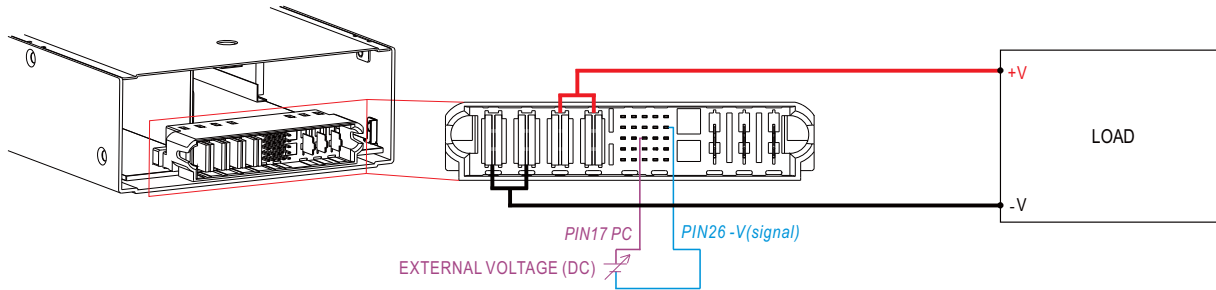 +V
LOAD
-V
PIN17 PC
PIN26 -V(signal)
EXTERNAL VOLTAGE (DC)